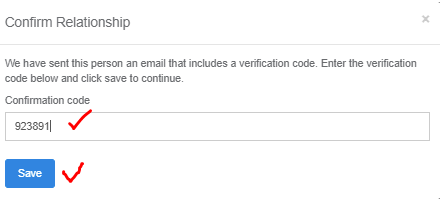 Confirm Relationship
×
We have sent this person an email that includes a verification code. Enter the verification
code below and click save to continue.
Confirmation code
923891
Save